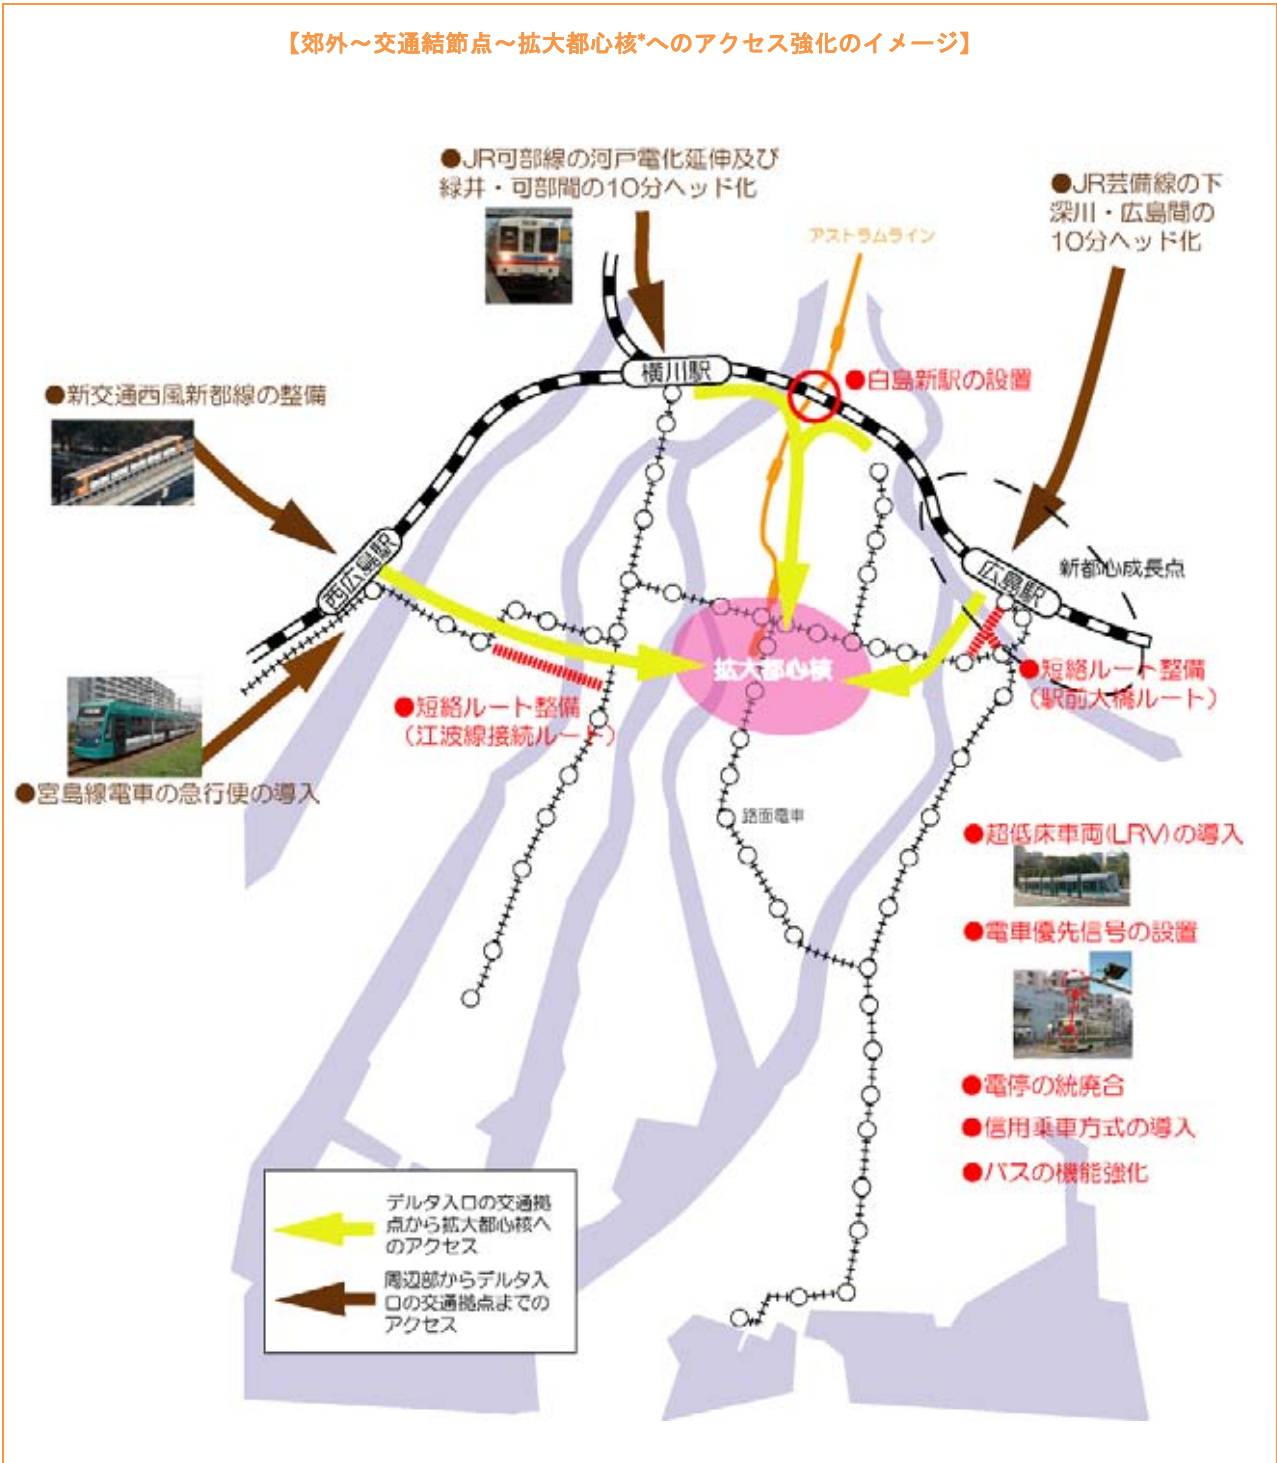 【郊外～交通結節点～拡大都心核*へのアクセス強化のイメージ】
●JR可部線の河戸電化延伸及び
緑井・可部間の10分ヘッド化
●JR芸備線の下
深川・広島間の
10分ヘッド化
アストラムライン
横川駅
●白島新駅の設置
●新交通西風新都線の整備
西広島駅
広島駅
新都心成長点
拡大都心核
●短絡ルート整備
（駅前大橋ルート）
●短絡ルート整備
（江波線接続ルート）
●宮島線電車の急行便の導入
路面電車
●超低床車両(LRV)の導入
●電車優先信号の設置
●電停の統廃合
●信用乗車方式の導入
●バスの機能強化
デルタ入口の交通拠
点から拡大都心核へ
のアクセス
周辺部からデルタ入
口の交通拠点までの
アクセス